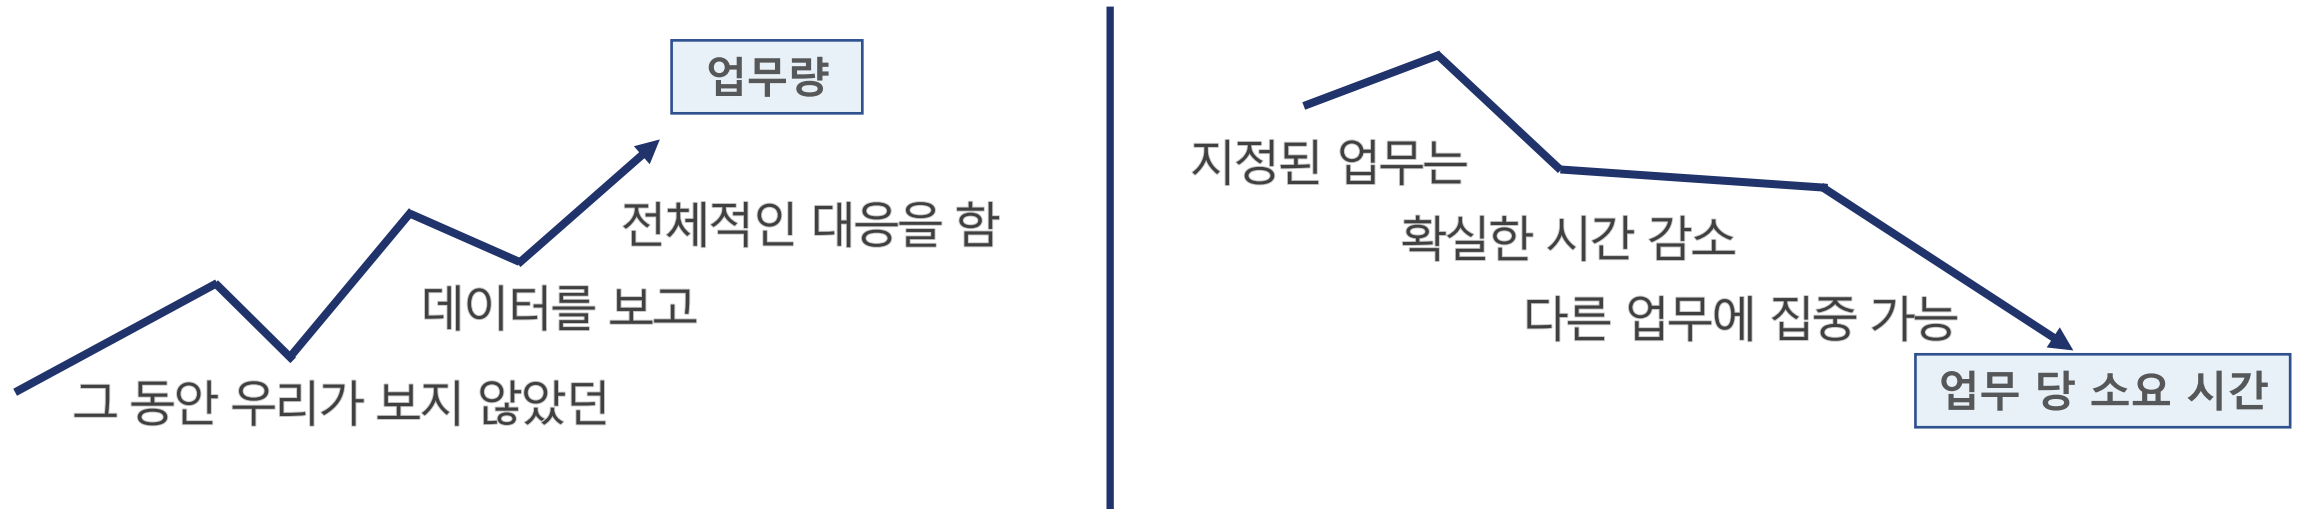 업무량
전체적인 대응을 함
데이터를 보고
그 동안 우리가 보지 않았던
지정된 업무는
확실한 시간 감소
다른 업무에 집중 가능
업무 당 소요 시간